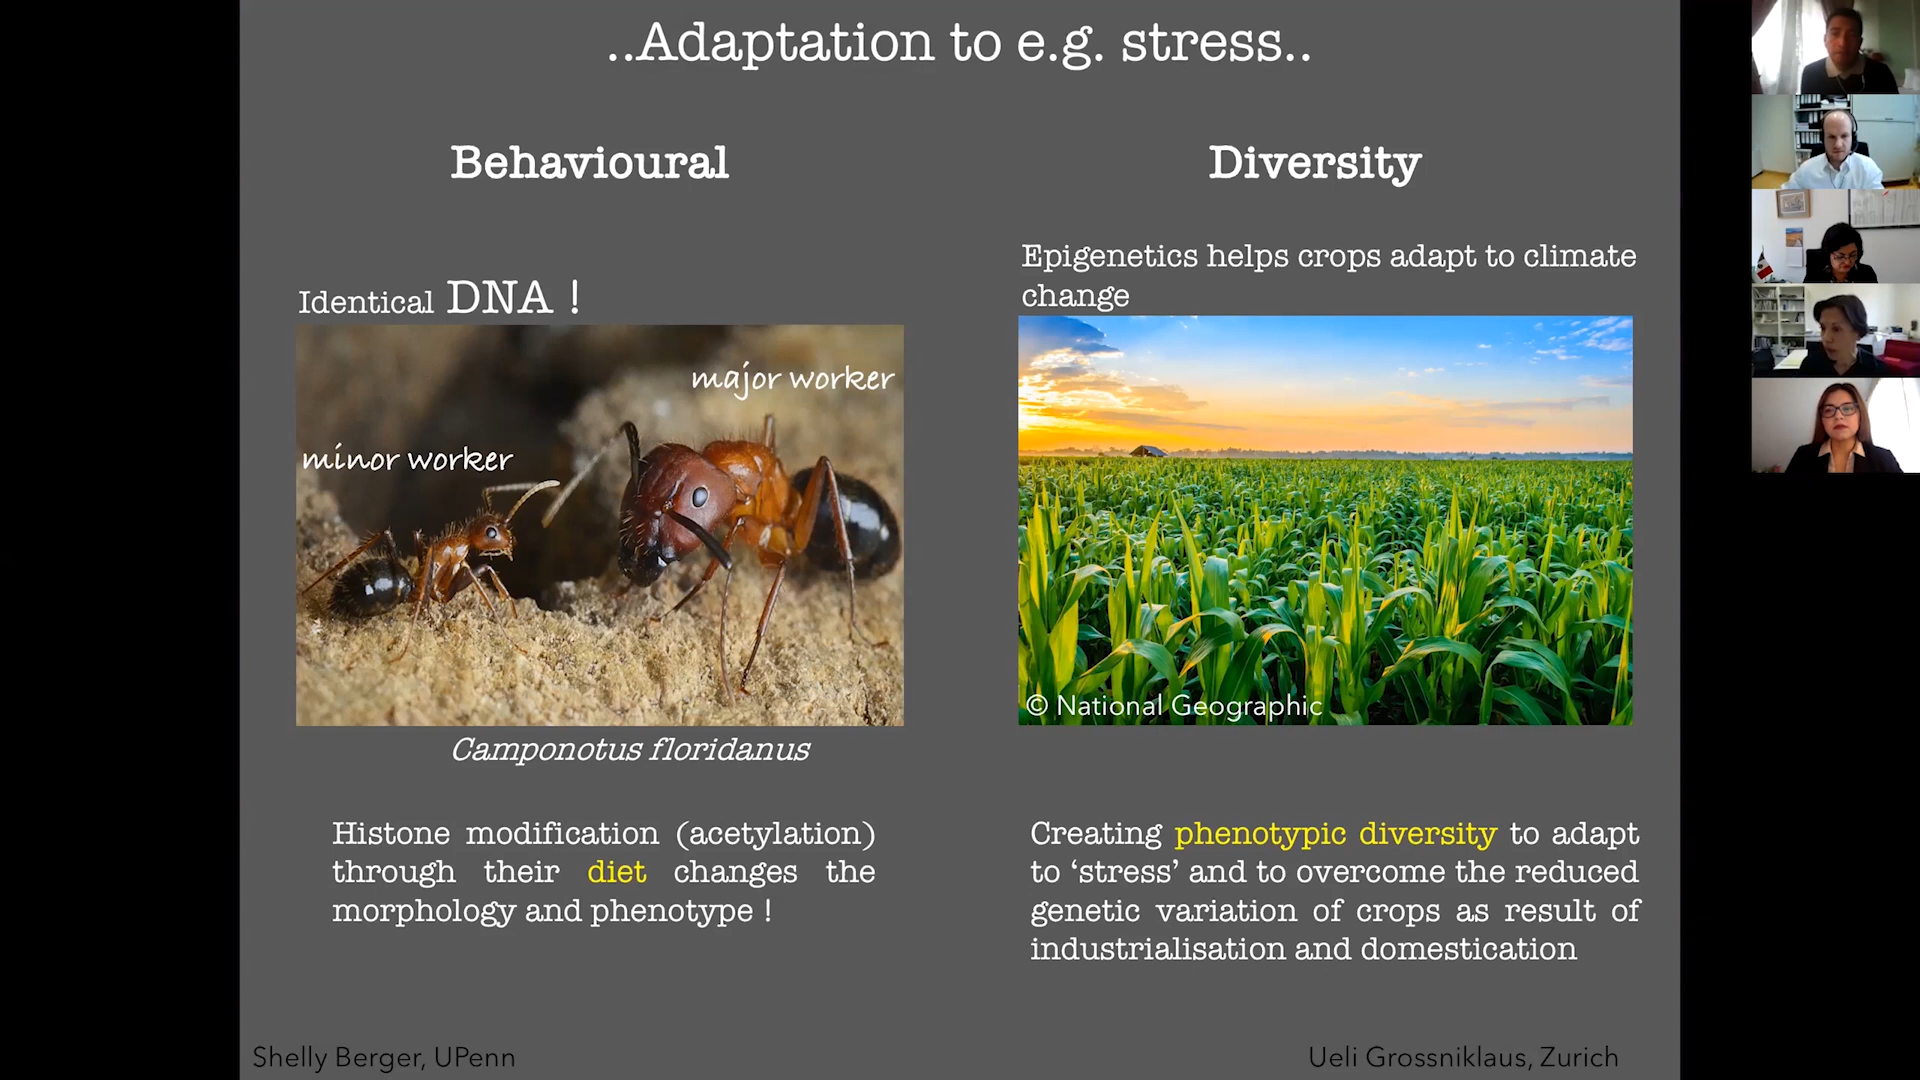 ..Adaptation to e.g. stress..
Behavioural
Diversity
Identical DNA !
Epigenetics helps crops adapt to climate
change
major worker
minor worker
© National Geographic
Camponotus floridanus
Histone modification (acetylation)
through their diet changes the
morphology and phenotype !
Creating phenotypic diversity to adapt
to ‘stress’ and to overcome the reduced
genetic variation of crops as result of
industrialisation and domestication
Shelly Berger, UPenn
Ueli Grossniklaus, Zurich